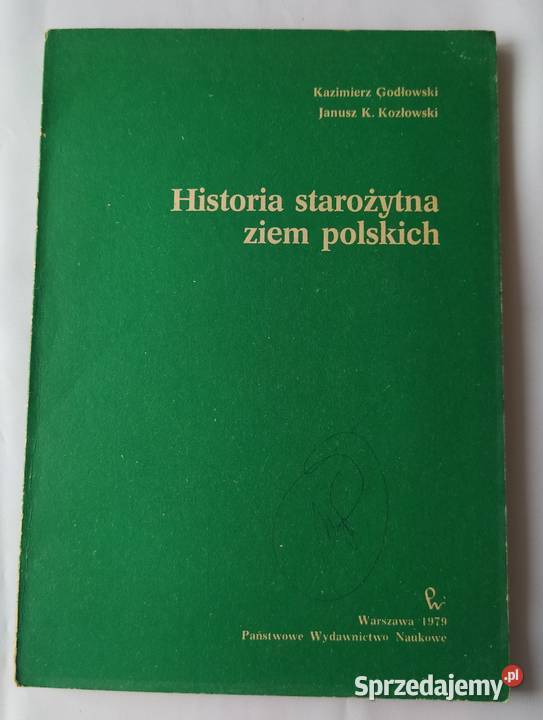 Kazimierz Godłowski
Janusz K. Kozłowski
Historia starożytna
ziem polskich
Warszawa 1979
Państwowe Wydawnictwo Naukowe
Sprzedajemy.pl